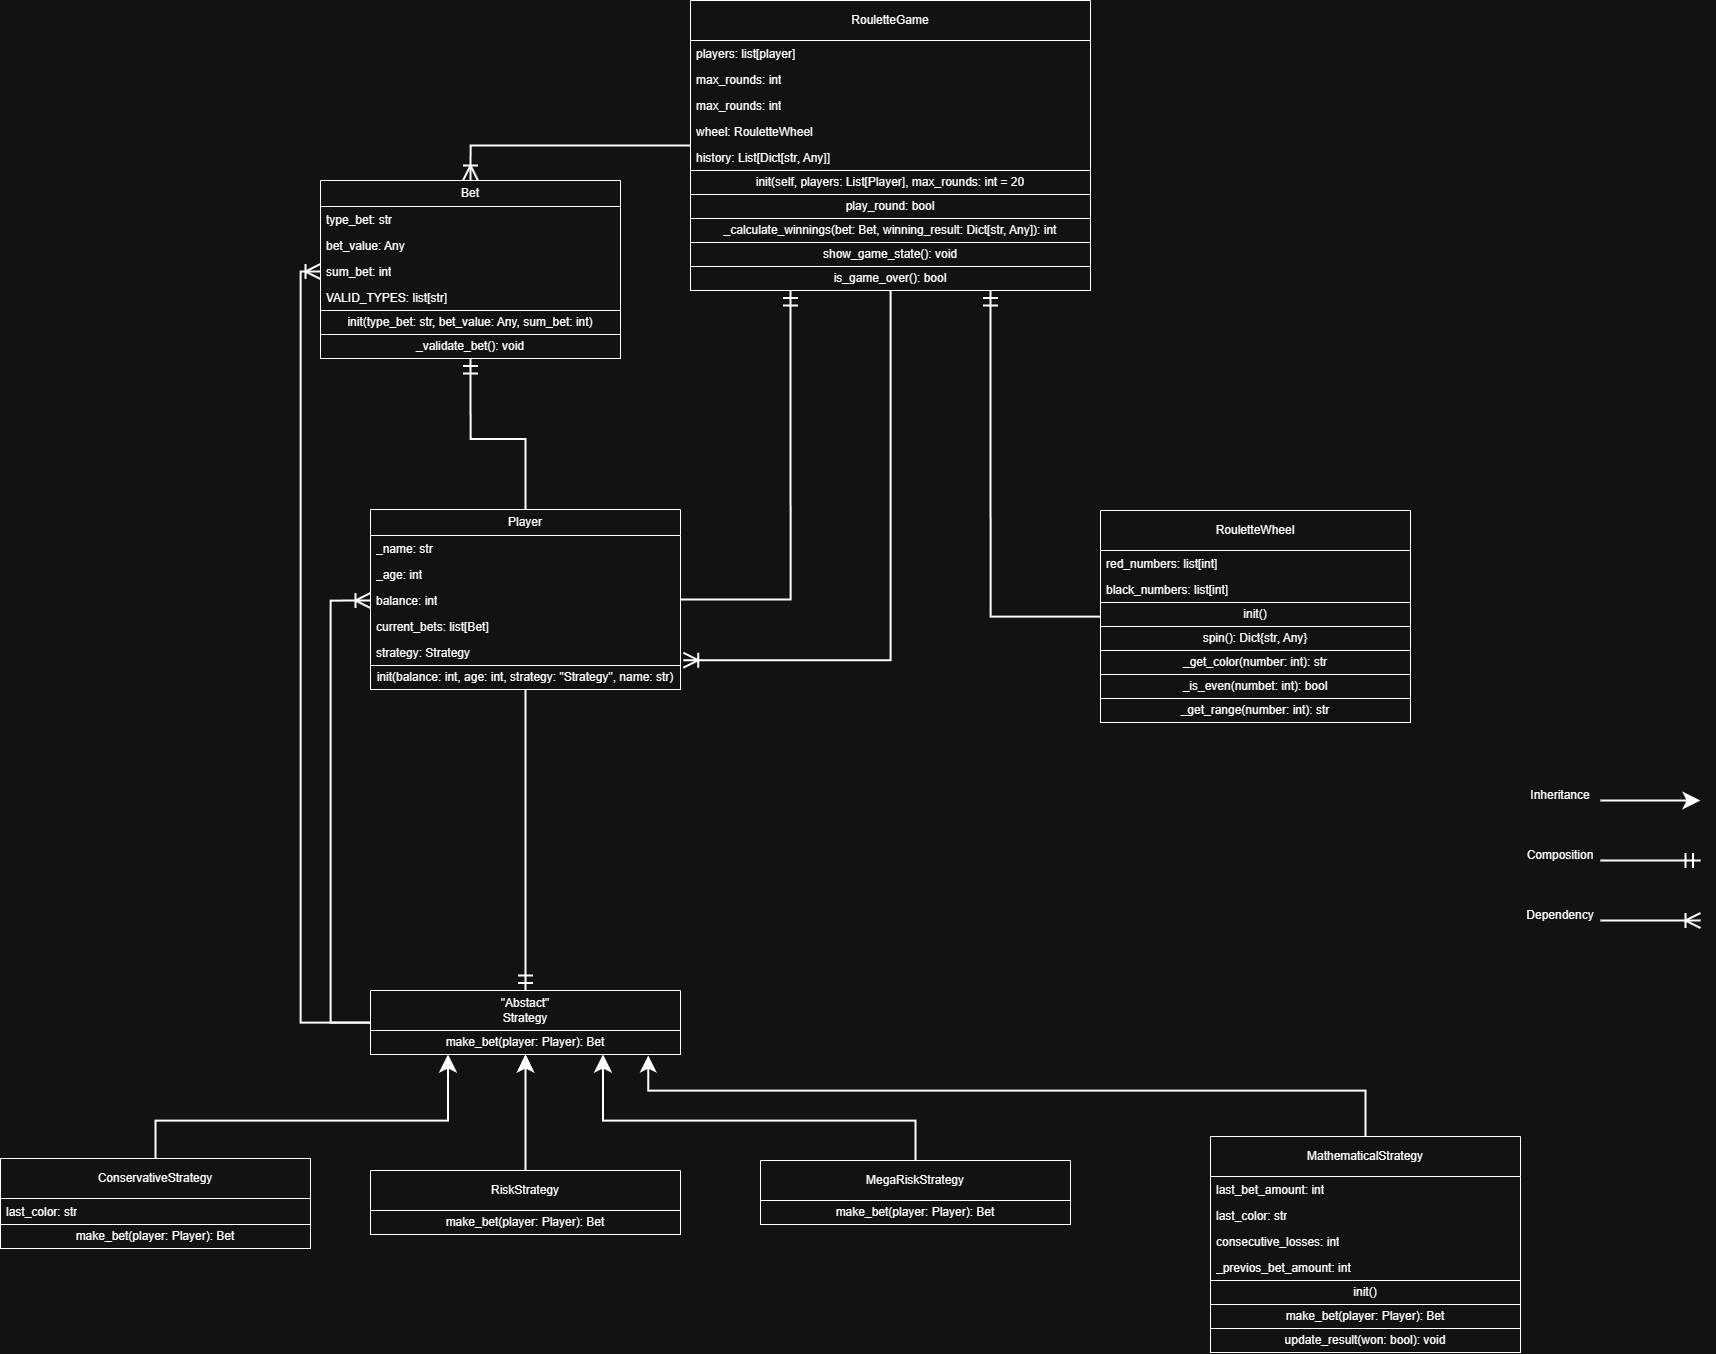 RouletteGame
players: list[player]
max_rounds: int
max_rounds: int
wheel: RouletteWheel
history: List[Dict[str, Any]]
init(self, players: List[Player], max_rounds: int = 20
play_round: bool
_calculate_winnings(bet: Bet, winning_result: Dict[str, Any]): int
show_game_state(): void
is_game_over(): bool
Bet
type_bet: str
bet_value: Any
sum_bet: int
VALID_TYPES: list[str]
init(type_bet: str, bet_value: Any, sum_bet: int)
_validate_bet(): void
Player
_name: str
_age: int
balance: int
current_bets: list[Bet]
strategy: Strategy
init(balance: int, age: int, strategy: "Strategy", name: str)
RouletteWheel
red_numbers: list[int]
black_numbers: list[int]
init()
spin(): Dict{str, Any}
_get_color(number: int): str
_is_even(numbet: int): bool
_get_range(number: int): str
Inheritance
Composition
Dependency
"Abstact"
Strategy
make_bet(player: Player): Bet
ConservativeStrategy
last_color: str
make_bet(player: Player): Bet
RiskStrategy
make_bet(player: Player): Bet
MegaRiskStrategy
make_bet(player: Player): Bet
MathematicalStrategy
last_bet_amount: int
last_color: str
consecutive_losses: int
_previos_bet_amount: int
init()
make_bet(player: Player): Bet
update_result(won: bool): void